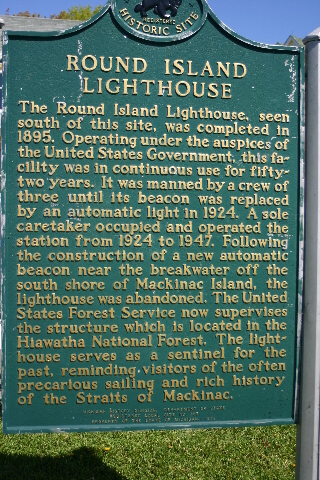 REGISTERED
HISTORIC SITE
ROUND ISLAND
LIGHTHOUSE
The Round Island Lighthouse, seen
south of this site, was completed in
1895. Operating under the auspices of
the United States Government, this fa-
cility was in continuous use for fifty-
two years. It was manned by a crew of
three until its beacon was replaced
by an automatic light in 1924. A sole
caretaker occupied and operated the
station from 1924 to 1947. Following
the construction of a new automatic
beacon near the breakwater off the
south shore of Mackinac Island, the
lighthouse was abandoned. The United
States Forest Service now supervises
the structure which is located in the
Hiawatha National Forest. The light-
house serves as a sentinel for the
past, reminding visitors of the often
precarious sailing and rich history
of the Straits of Mackinac.